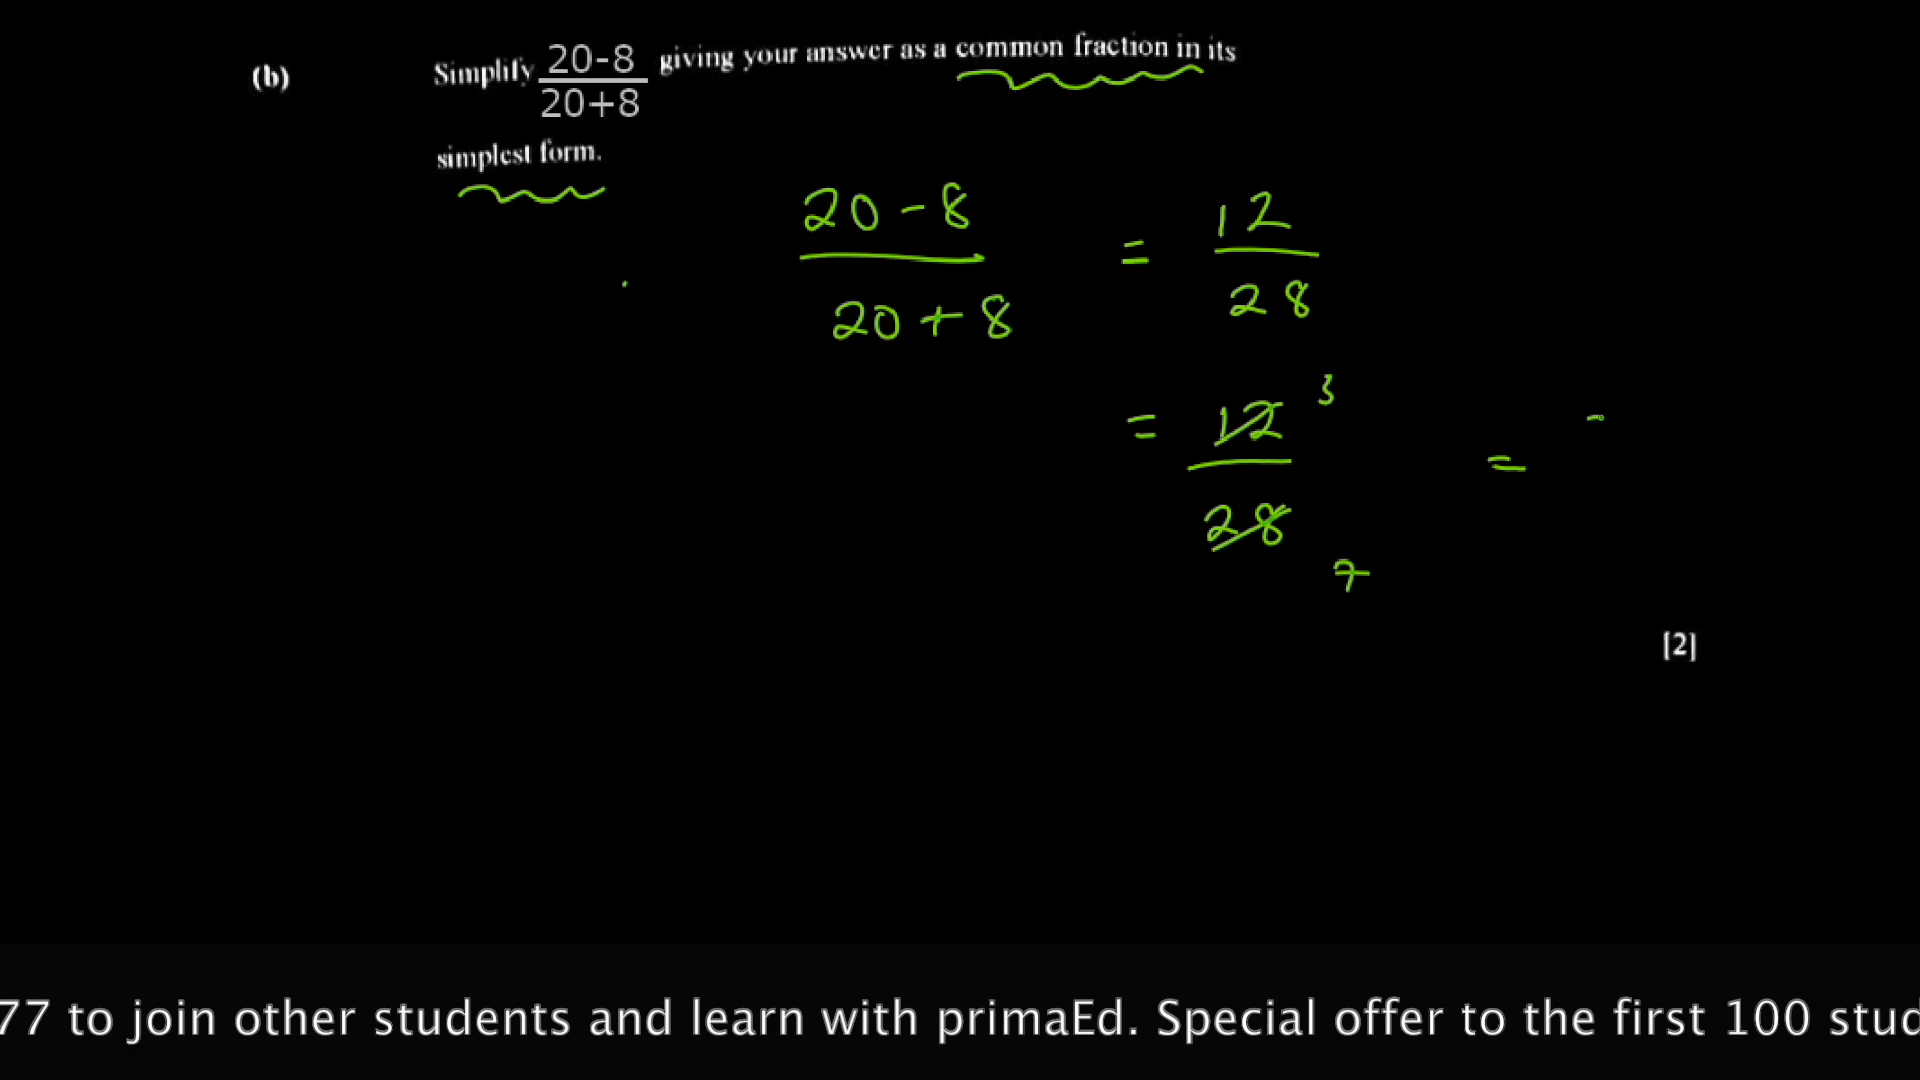 (b) Simplify 20-8/20+8 giving your answer as a common fraction in its
simplest form.
20-8/20+8 = 12/28
= 12/28 3 7 =
[2]
77 to join other students and learn with primaEd. Special offer to the first 100 stud